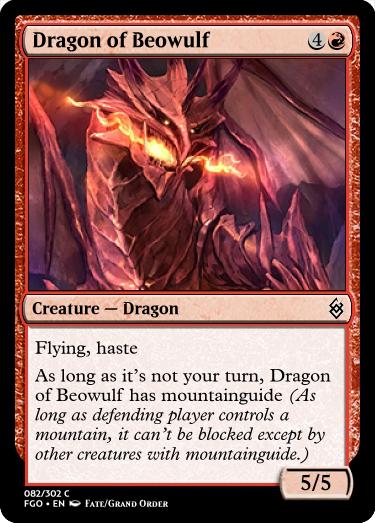 Dragon of Beowulf 4
Creature — Dragon
Flying, haste
As long as it's not your turn, Dragon
of Beowulf has mountainguide (As
long as defending player controls a
mountain, it can't be blocked except by
other creatures with mountainguide.)
5/5
082/302 C
FGO • EN Fate/Grand Order